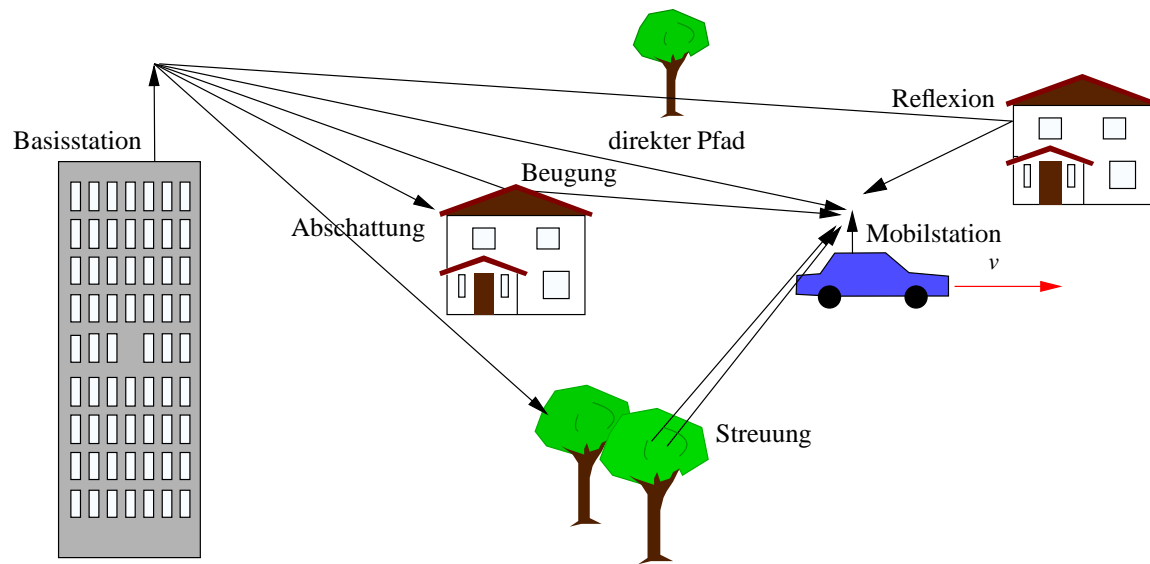 Reflexion
Basisstation
direkter Pfad
Beugung
Abschattung
Mobilstation
v
Streuung